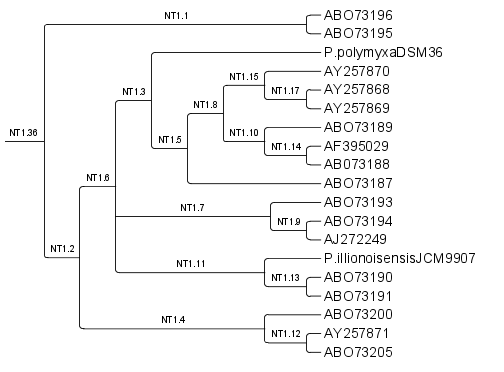 NT1.1
ABO73196
ABO73195
P.polymyxaDSM36
AY257870
NT1.15
NT1.3
AY257868
NT1.17
NT1.8
AY257869
ABO73189
NT1.36
NT1.10
NT1.5
AF395029
NT1.14
AB073188
NT1.6
ABO73187
ABO73193
NT1.7
ABO73194
NT1.9
AJ272249
NT1.2
P.illionoisensisJCM9907
NT1.11
ABO73190
NT1.13
ABO73191
ABO73200
NT1.4
AY257871
NT1.12
ABO73205